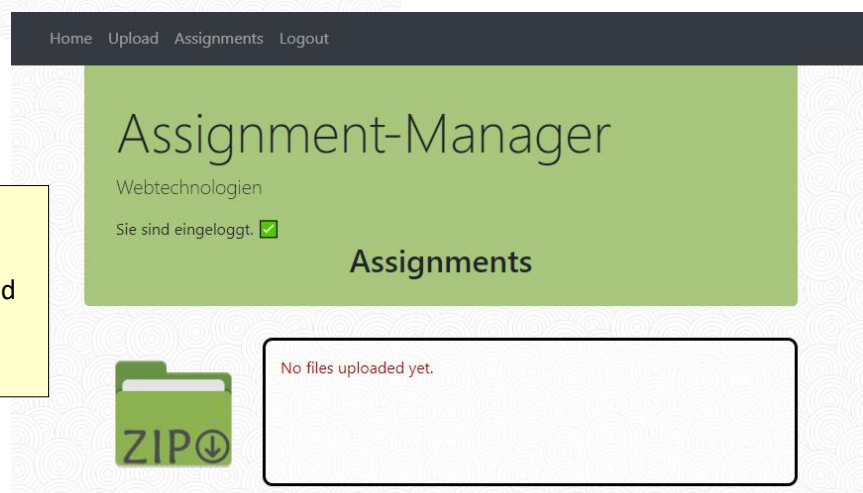 Home Upload Assignments Logout
Assignment-Manager
Webtechnologien
Sie sind eingeloggt.
Assignments
d
No files uploaded yet.
ZIP